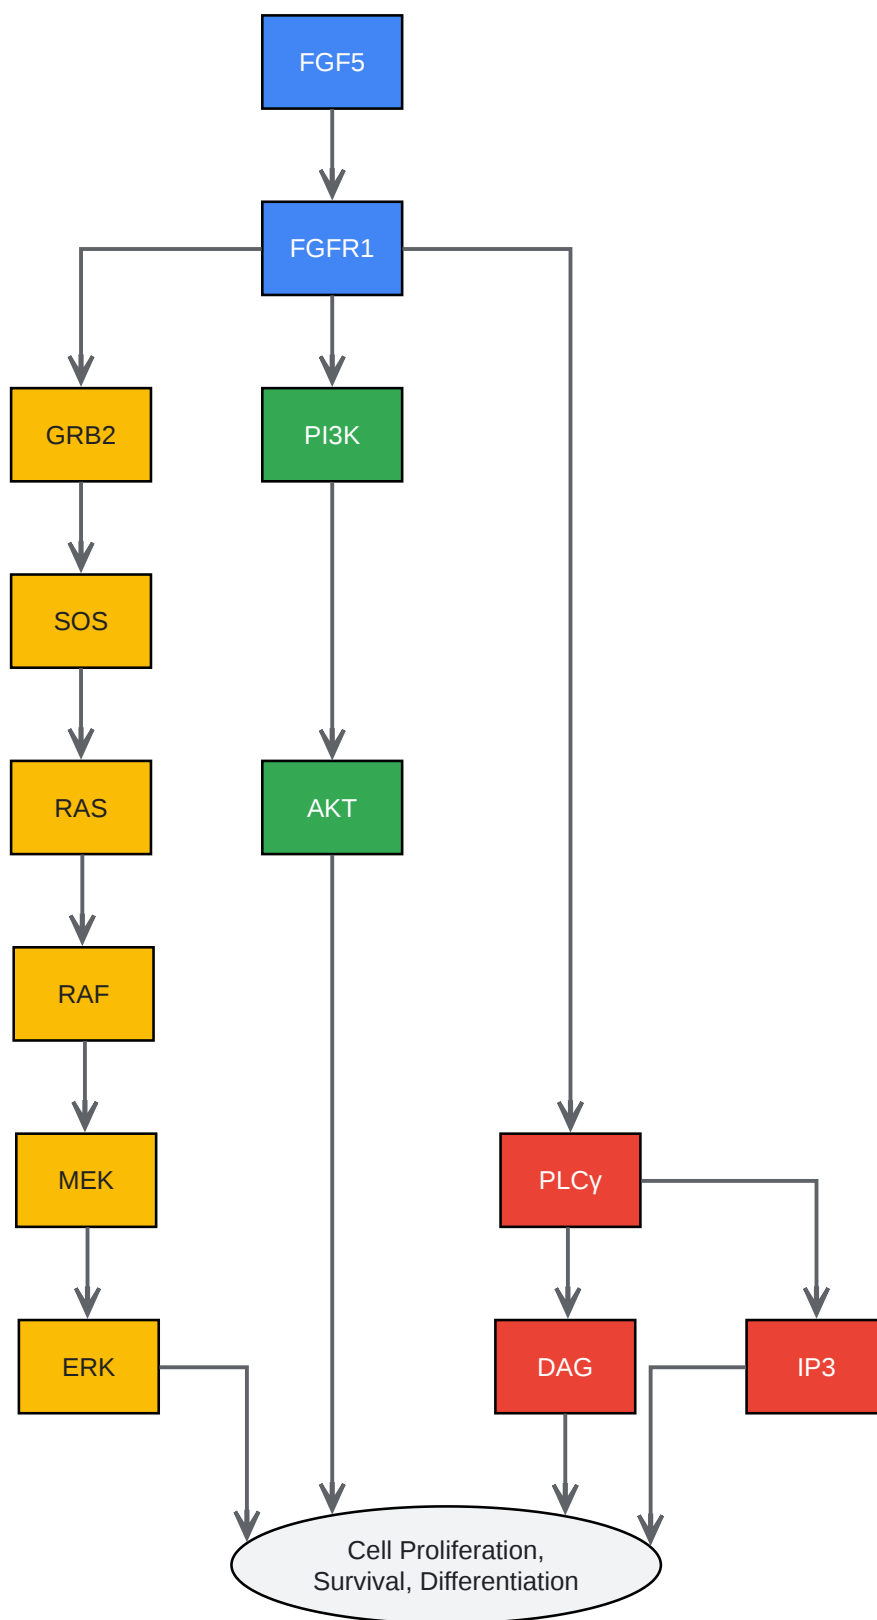 FGF5
FGFR1
GRB2
PI3K
SOS
RAS
AKT
RAF
MEK
PLCγ
ERK
DAG
IP3
Cell Proliferation,
Survival, Differentiation